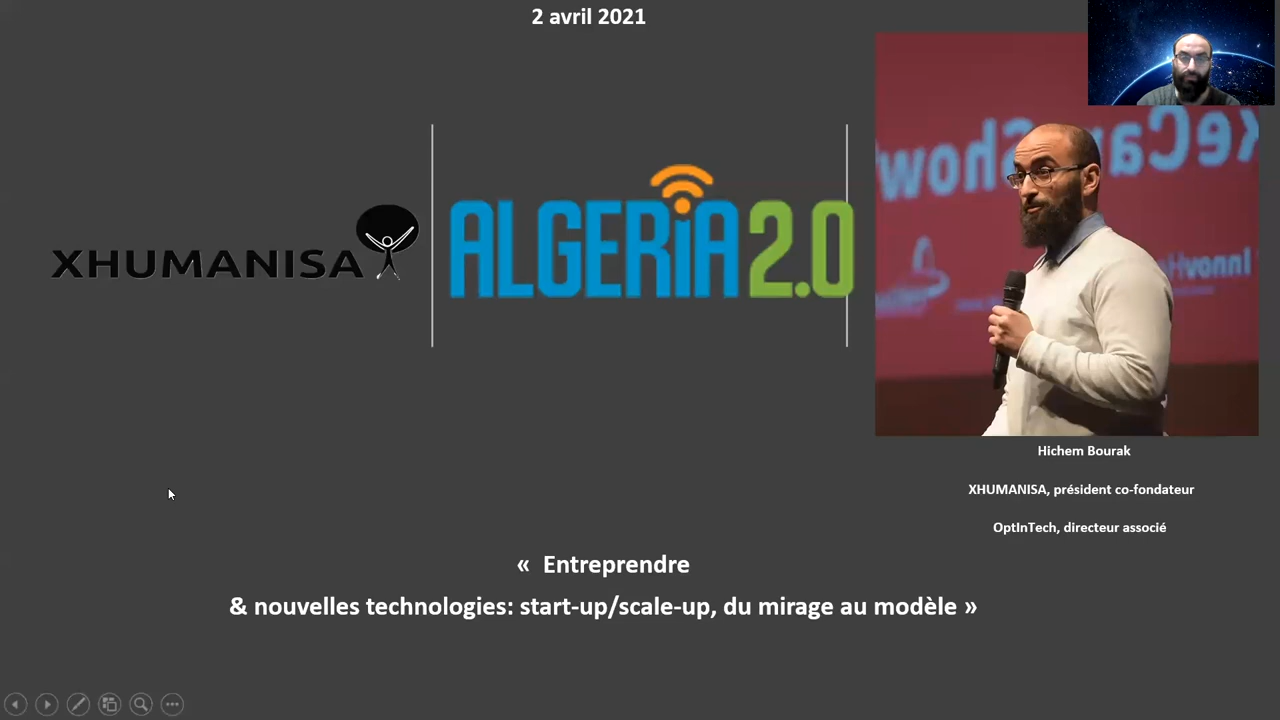 2 avril 2021
XHUMANISA
ALGERiA 2.0
Hichem Bourak
XHUMANISA, président co-fondateur
OptInTech, directeur associé
« Entreprendre
& nouvelles technologies: start-up/scale-up, du mirage au modèle »